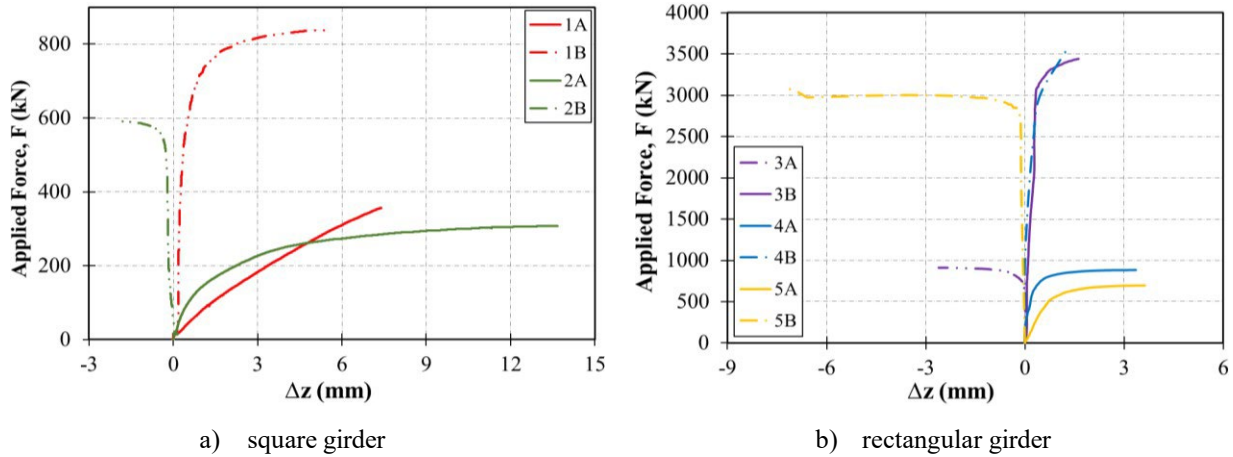 Applied Force, F (kN)
800
600
400
200
0
-3
0
3
6
9
12
15
Δz (mm)
1A
1B
2A
2B
a) square girder
Applied Force, F (kN)
4000
3500
3000
2500
2000
1500
1000
500
0
-9
-6
-3
0
3
6
Δz (mm)
3A
3B
4A
4B
5A
5B
b) rectangular girder